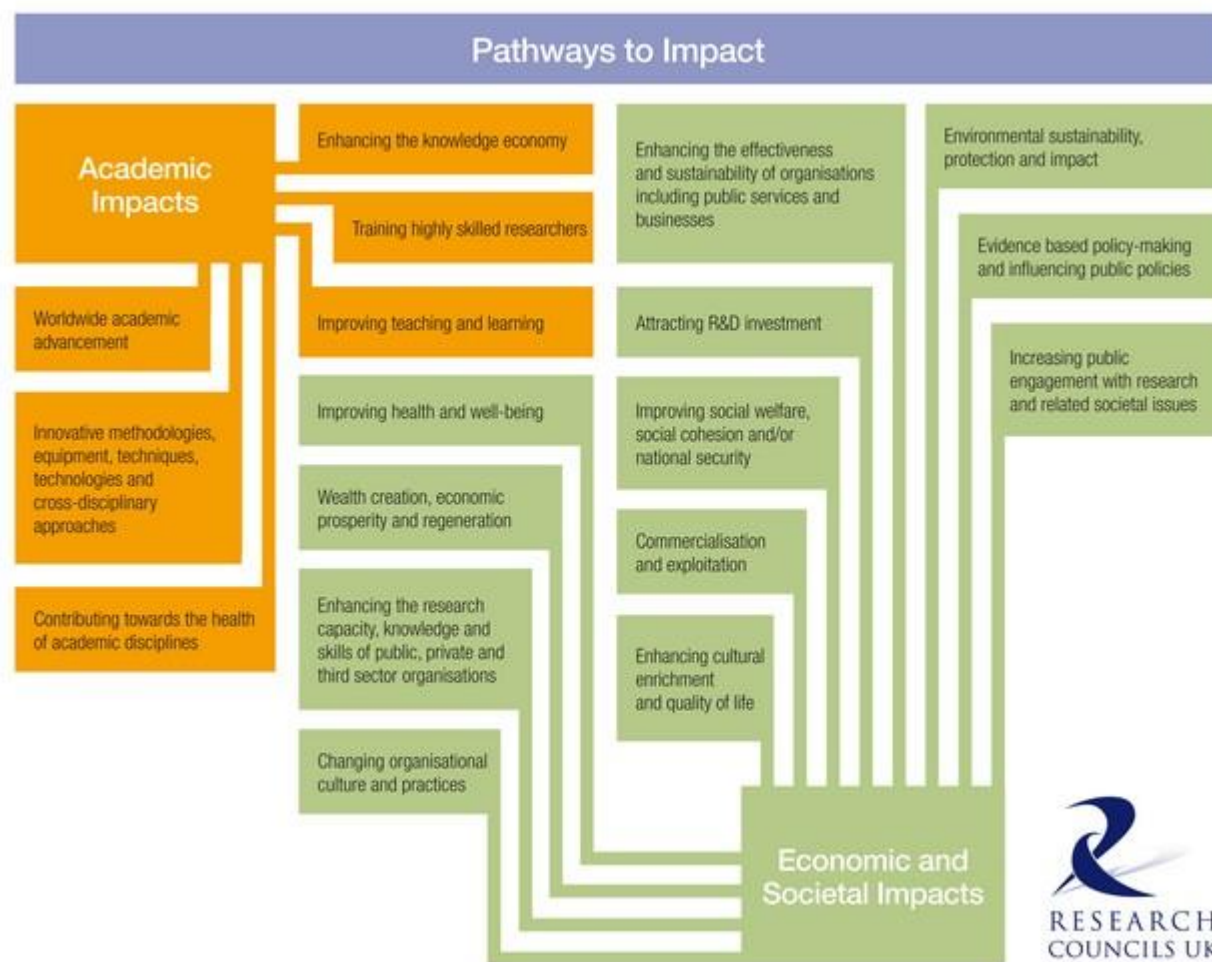 Pathways to Impact
Academic
Impacts
Worldwide academic
advancement
Innovative methodologies,
equipment, techniques,
technologies and
cross-disciplinary
approaches
Contributing towards the health
of academic disciplines
Enhancing the knowledge economy
Training highly skilled researchers
Improving teaching and learning
Improving health and well-being
Wealth creation, economic
prosperity and regeneration
Enhancing the research
capacity, knowledge and
skills of public, private and
third sector organisations
Changing organisational
culture and practices
Enhancing the effectiveness
and sustainability of organisations
including public services and
businesses
Attracting R&D investment
Improving social welfare,
social cohesion and/or
national security
Commercialisation
and exploitation
Enhancing cultural
enrichment
and quality of life
Environmental sustainability,
protection and impact
Evidence based policy-making
and influencing public policies
Increasing public
engagement with research
and related societal issues
Economic and
Societal Impacts
RESEARCH
COUNCILS UK